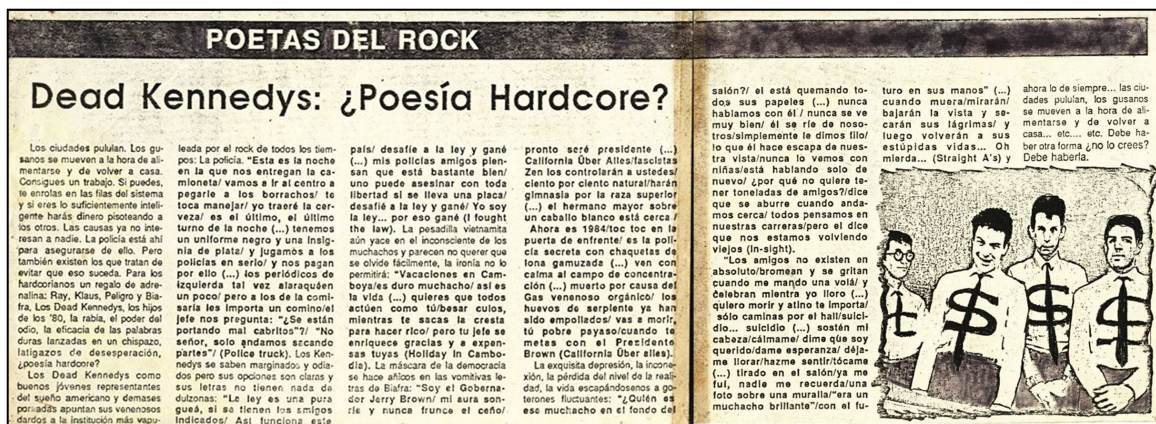 POETAS DEL ROCK
Dead Kennedys: ¿Poesía Hardcore?
Los ciudades pululan. Los gu-
sanos se mueven a la hora de ali-
mentarse y de volver a casa.
Consigues un trabajo. Si puedes,
te enrolas en las filas del sistema
y si eres lo suficientemente inteli-
gente harás dinero pisoteando a
los otros. Las causas ya no inte-
resan a nadie. La policía está ahí
para asegurarse de ello. Pero
también existen los que tratan de
evitar que eso suceda. Para los
hardcorianos un regalo de adre-
nalina: Ray, Klaus, Peligro y Bia-
fra, Los Dead Kennedys, los hijos
de los '80, la rabia, el poder del
odio, la eficacia de las palabras
duras lanzadas en un chispazo,
latigazos de desesperación,
¿poesía hardcore?
Los Dead Kennedys como
buenos jóvenes representantes
del sueño americano y demases
porvadas apuntan sus venenosos
dardos a la institución más vapu-
leada por el rock de todos los tiem-
pos: La policía. "Esta es la noche
en la que nos entregan la ca-
mioneta/ vamos a ir al centro a
pegarle a los borrachos/ te
toca manejar/ yo traeré la cer-
veza/ es el último, el último
turno de la noche (...) tenemos
un uniforme negro y una insig-
nia de plata/ y jugamos a los
policías en serio/ y nos pagan
por ello (...) los periódicos de
izquierda tal vez alaraquéen
un poco/ pero a los de la comi-
saría les importa un comino/el
jefe nos pregunta: "¿Se están
portando mal cabritos"?/ "No
señor, solo andamos sacando
partes"/ (Police truck). Los Ken-
nedys se saben marginados y odia-
dos pero sus opciones son claras y
sus letras no tienen nada de
dulzonas: "La ley es una pura
gueá, si se tienen los amigos
indicados/ Así funciona este
país/ desafíe a la ley y gané
(...) mis policías amigos pien-
san que está bastante bien/
uno puede asesinar con toda
libertad si se lleva una placa/
desafié a la ley y gané/ Yo soy
la ley... por eso gané (I fought
the law). La pesadilla vietnamita
aún yace en el inconsciente de los
muchachos y parecen no querer que
se olvide fácilmente, la ironía no lo
permitirá: "Vacaciones en Cam-
boya/es duro muchacho/ así es
la vida (...) quieres que todos
actúen como tú/besar culos,
mientras te sacas la cresta
para hacer rico/ pero tu jefe se
enriquece gracias y a expen-
sas tuyas (Holiday in Cambo-
dia). La máscara de la democracia
se hace añicos en las vomitivas le-
tras de Biafra: "Soy el Goberna-
dor Jerry Brown/ mi aura son-
ríe y nunca frunce el ceño/
pronto seré presidente (...)
California Über Alles/fascistas
Zen los controlarán a ustedes/
ciento por ciento natural/harán
gimnasia por la raza superior
(...) el hermano mayor sobre
un caballo blanco está cerca /
Ahora es 1984/toc toc en la
puerta de enfrente/ es la poli-
cía secreta con chaquetas de
lona gamuzada (...) ven con
calma al campo de concentra-
ción (...) muerto por causa del
Gas venenoso orgánico/ los
huevos de serpiente ya han
sido empollados/ vas a morir,
tú pobre payaso/cuando te
metas con el Presidente
Brown (California Über alles).
La exquisita depresión, la incone-
xión, la pérdida del nivel de la reali-
dad, la vida escapándosenos a go-
terones fluctuantes: "¿Quién es
ese muchacho en el fondo del
salón?/ el está quemando to-
dos sus papeles (...) nunca
hablamos con él / nunca se ve
muy bien/ él se ríe de noso-
tros/simplemente le dimos filo/
lo que él hace escapa de nues-
tra vista/nunca lo vemos con
niñas/está hablando solo de
nuevo/ ¿por qué no quiere te-
ner toneladas de amigos?/dice
que se aburre cuando anda-
mos cerca/ todos pensamos en
nuestras carreras/pero el dice
que nos estamos volviendo
viejos (In-sight).
"Los amigos no existen en
absoluto/bromean y se gritan
cuando me mando una volá/ y
celebran mientra yo lloro (...)
quiero morir y a tino te importa/
sólo caminas por el hall/suici-
dio... suicidio (...) sostén mi
cabeza/cálmame/ dime que soy
querido/dame esperanza/ déja-
me llorar/hazme sentir/tócame
(...) tirado en el salón/ya me
fui, nadie me recuerda/una
foto sobre una muralla/"era un
muchacho brillante"/con el fu-
turo en sus manos" (...)
cuando muera/mirarán/
bajarán la vista y se-
carán sus lágrimas/ y
luego volverán a sus
estúpidas vidas... Oh
mierda... (Straight A's) y
ahora lo de siempre... las ciu-
dades pululan, los gusanos
se mueven a la hora de ali-
mentarse y de volver a
casa... etc.... etc. Debe ha-
ber otra forma ¿no lo crees?
Debe haberla.